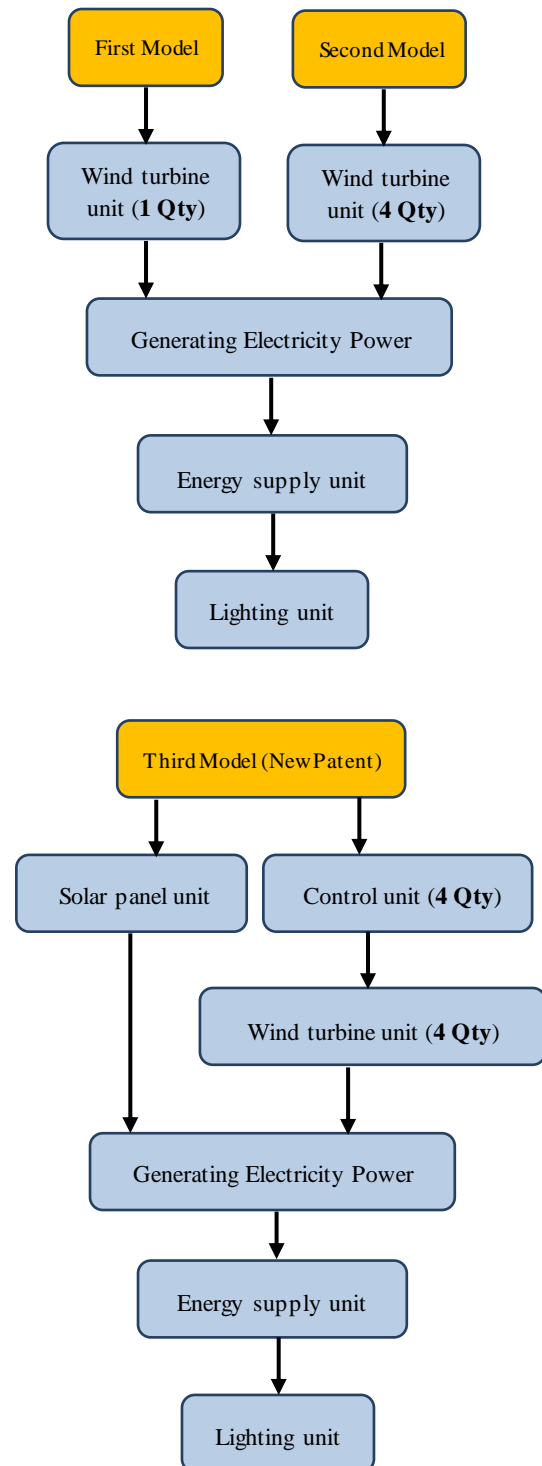 First Model
Second Model
Wind turbine
unit (1 Qty)
Wind turbine
unit (4 Qty)
Generating Electricity Power
Energy supply unit
Lighting unit
Third Model (New Patent)
Solar panel unit
Control unit (4 Qty)
Wind turbine unit (4 Qty)
Generating Electricity Power
Energy supply unit
Lighting unit